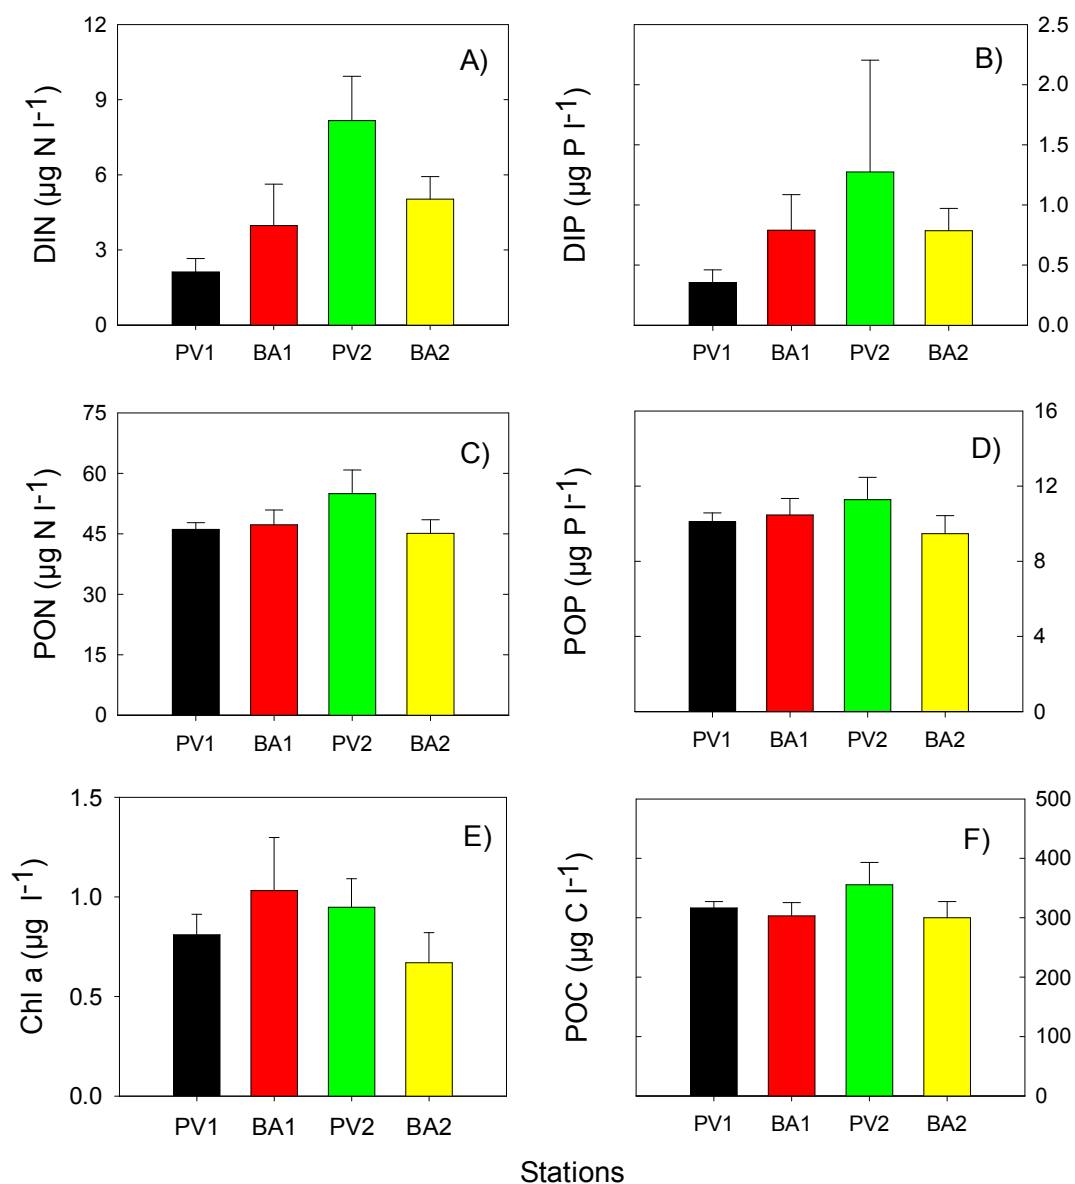 A)
DIN (µg N l-1)
12
9
6
3
0
PV1 BA1 PV2 BA2
B)
DIP (µg P l-1)
2.5
2.0
1.5
1.0
0.5
0.0
PV1 BA1 PV2 BA2
C)
PON (µg N l-1)
75
60
45
30
15
0
PV1 BA1 PV2 BA2
D)
POP (µg P l-1)
16
12
8
4
0
PV1 BA1 PV2 BA2
E)
Chl a (µg l-1)
1.5
1.0
0.5
0.0
PV1 BA1 PV2 BA2
F)
POC (µg C l-1)
500
400
300
200
100
0
PV1 BA1 PV2 BA2
Stations